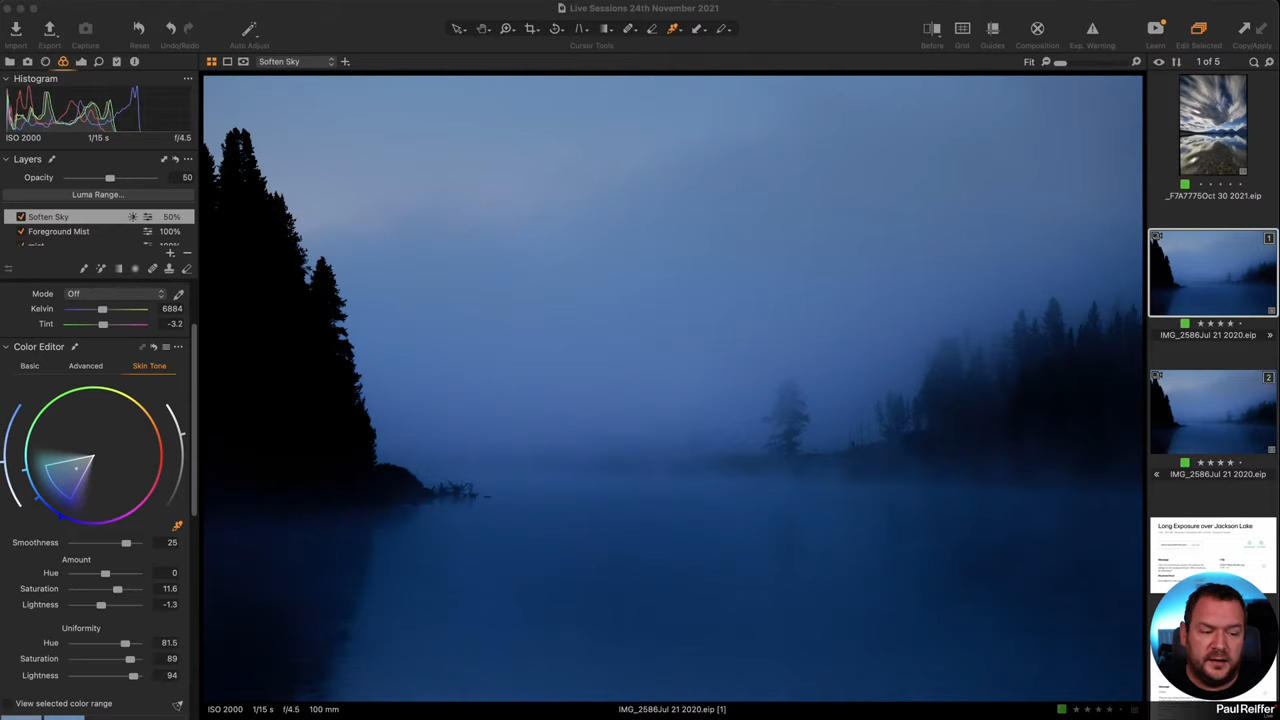 Live Sessions 24th November 2021
Import
Export
Capture
Reset
Undo/Redo
Auto Adjust
Cursor Tools
Before
Grid
Guides
Composition
Exp. Warning
Learn
Edit Selected
Copy/Apply
Soften Sky
Fit
1 of 5
Histogram
ISO 2000
1/15 s
f/4.5
Layers
Opacity
50
Luma Range...
Soften Sky
50%
Foreground Mist
100%
Mode
Off
Kelvin
6884
Tint
-3.2
Color Editor
Basic
Advanced
Skin Tone
Smoothness
25
Amount
Hue
0
Saturation
11.6
Lightness
-1.3
Uniformity
Hue
81.5
Saturation
89
Lightness
94
View selected color range
ISO 2000
1/15 s
f/4.5
100 mm
IMG_2586Jul 21 2020.eip [1]
_F7A7775Oct 30 2021.eip
1
IMG_2586Jul 21 2020.eip
2
IMG_2586Jul 21 2020.eip
Long Exposure over Jackson Lake
Paul Reiffer
Live